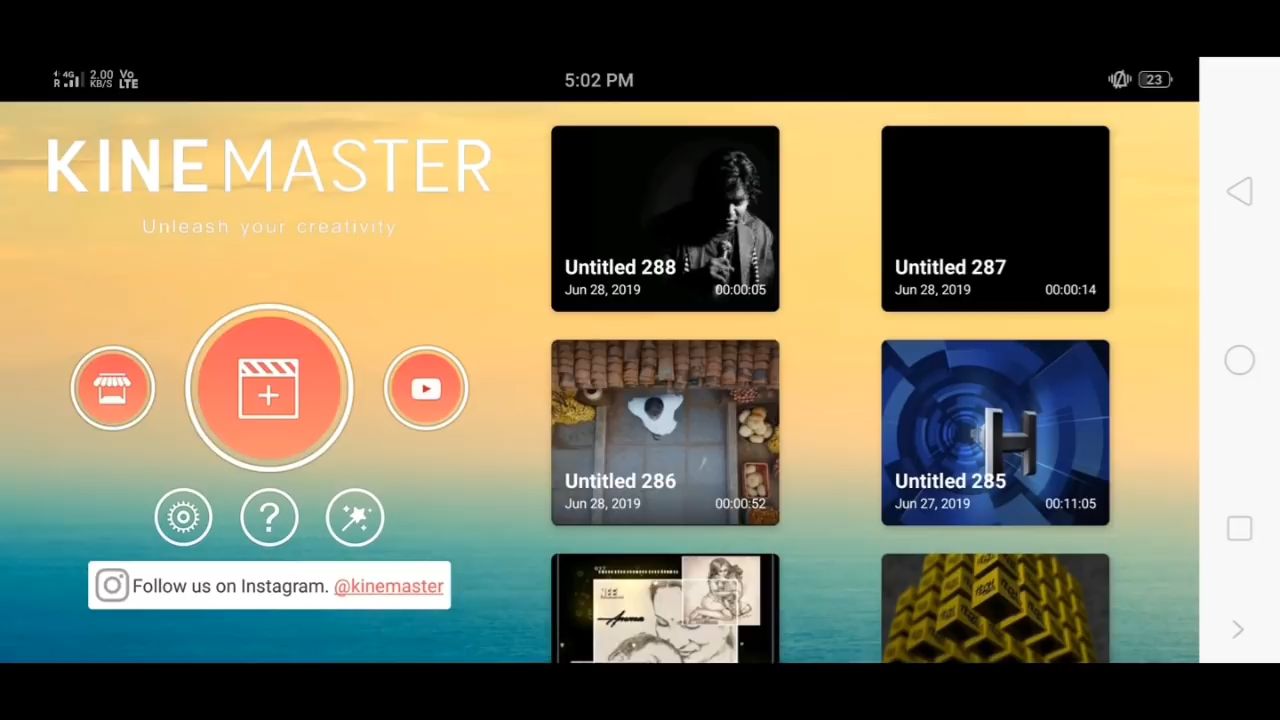 4G
R
2.00
KB/S
Vo
LTE
5:02 PM
23
KINEMASTER
Unleash your creativity
Follow us on Instagram. @kinemaster
Untitled 288
Jun 28, 2019 00:00:05
Untitled 287
Jun 28, 2019 00:00:14
Untitled 286
Jun 28, 2019 00:00:52
H
Untitled 285
Jun 27, 2019 00:11:05